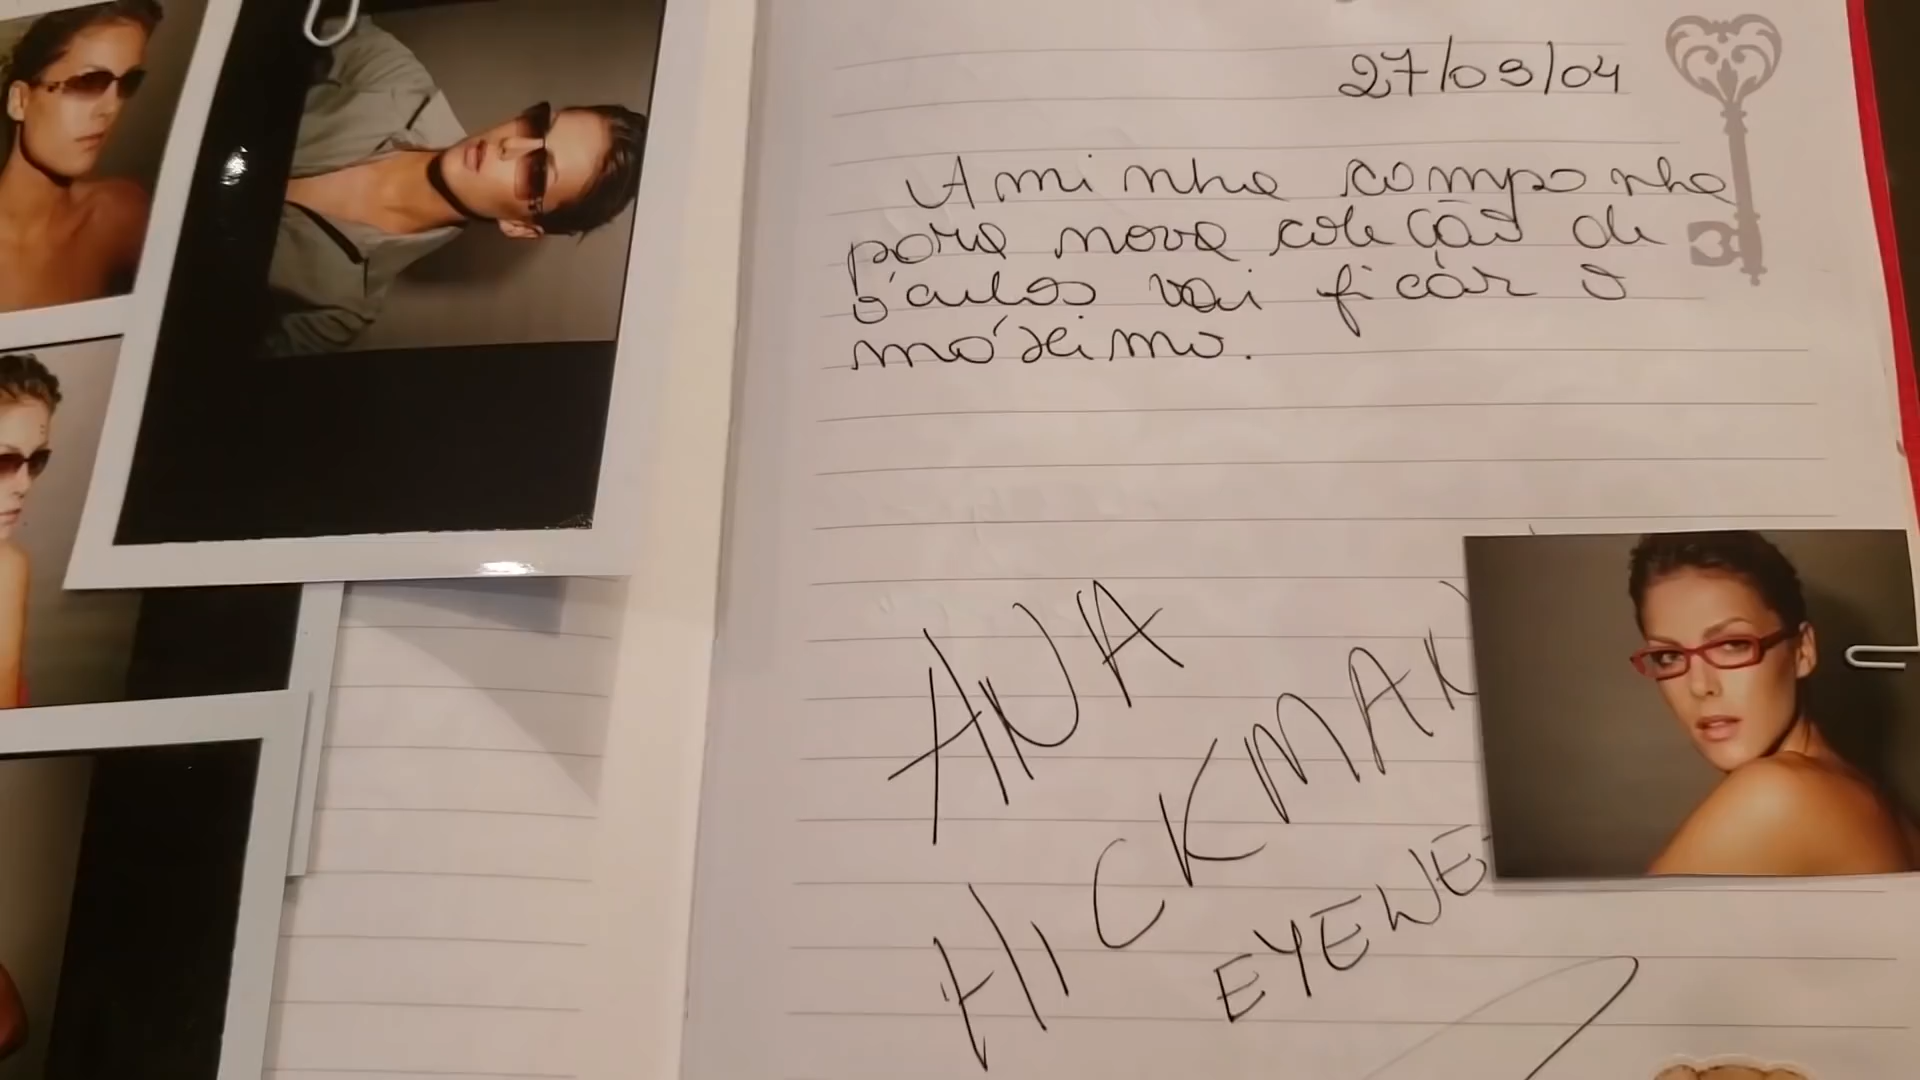 27/09/04
A minha campanha
para nova coleção de
óculos vai ficar o
máximo.
ANA
HICKMAN
EYEWE